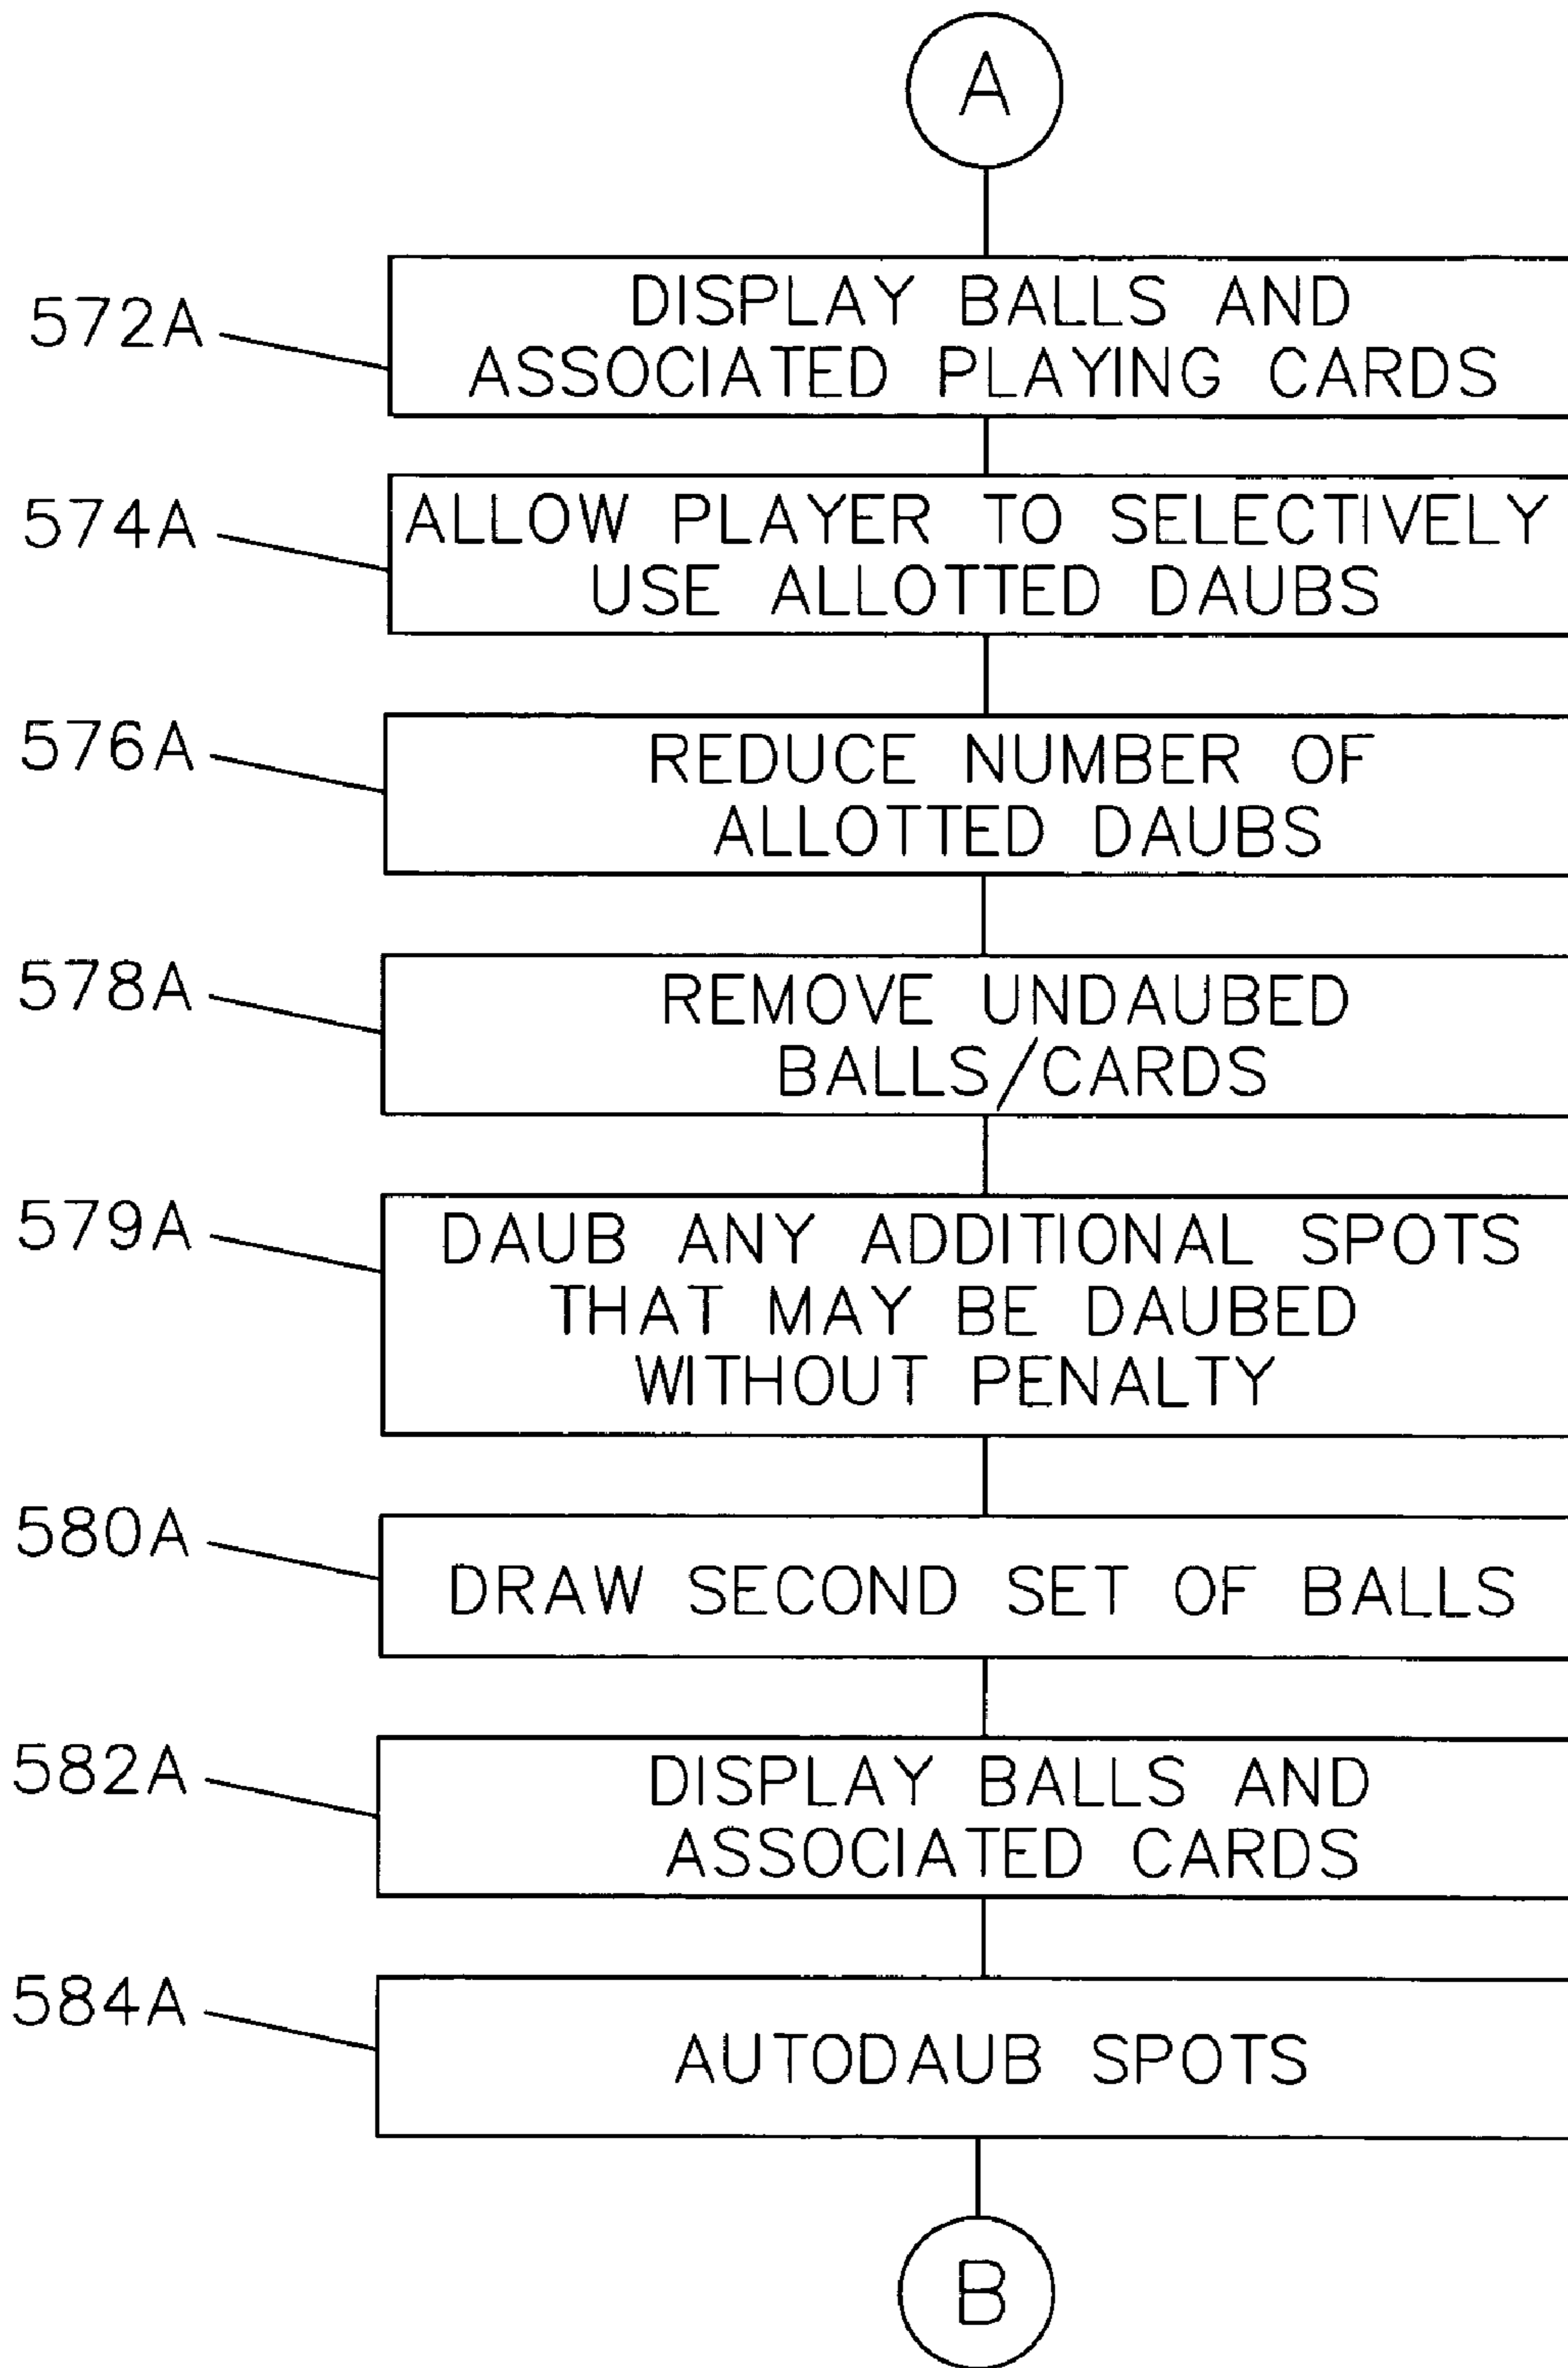 A
572A
DISPLAY BALLS AND
ASSOCIATED PLAYING CARDS
574A
ALLOW PLAYER TO SELECTIVELY
USE ALLOTTED DAUBS
576A
REDUCE NUMBER OF
ALLOTTED DAUBS
578A
REMOVE UNDAUBED
BALLS/CARDS
579A
DAUB ANY ADDITIONAL SPOTS
THAT MAY BE DAUBED
WITHOUT PENALTY
580A
DRAW SECOND SET OF BALLS
582A
DISPLAY BALLS AND
ASSOCIATED CARDS
584A
AUTODAUB SPOTS
B